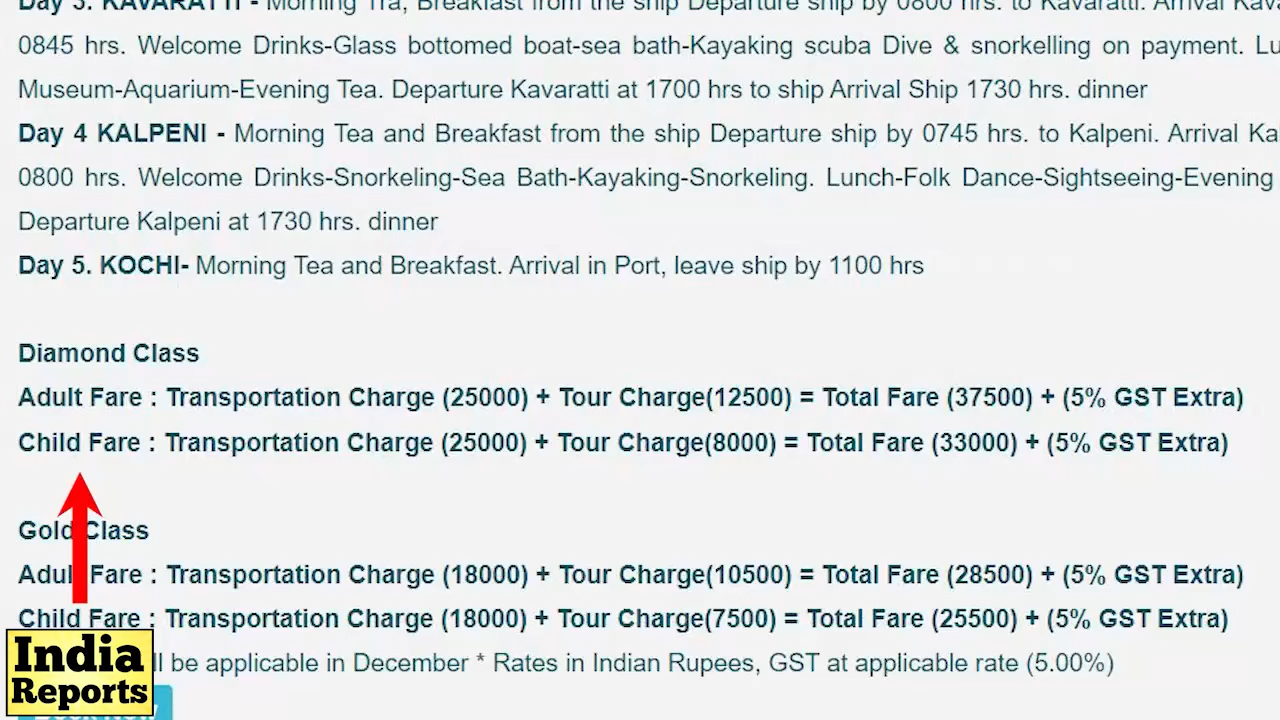 Day 3. KAVARATTI - Morning Tra, Breakfast from the ship Departure ship by 0800 hrs. to Kavaratti. Arrival Kava
0845 hrs. Welcome Drinks-Glass bottomed boat-sea bath-Kayaking scuba Dive & snorkelling on payment. Lu
Museum-Aquarium-Evening Tea. Departure Kavaratti at 1700 hrs to ship Arrival Ship 1730 hrs. dinner
Day 4 KALPENI - Morning Tea and Breakfast from the ship Departure ship by 0745 hrs. to Kalpeni. Arrival Ka
0800 hrs. Welcome Drinks-Snorkeling-Sea Bath-Kayaking-Snorkeling. Lunch-Folk Dance-Sightseeing-Evening
Departure Kalpeni at 1730 hrs. dinner
Day 5. KOCHI- Morning Tea and Breakfast. Arrival in Port, leave ship by 1100 hrs
Diamond Class
Adult Fare : Transportation Charge (25000) + Tour Charge(12500) = Total Fare (37500) + (5% GST Extra)
Child Fare : Transportation Charge (25000) + Tour Charge(8000) = Total Fare (33000) + (5% GST Extra)
Gold Class
Adult Fare : Transportation Charge (18000) + Tour Charge(10500) = Total Fare (28500) + (5% GST Extra)
Child Fare : Transportation Charge (18000) + Tour Charge(7500) = Total Fare (25500) + (5% GST Extra)
ll be applicable in December * Rates in Indian Rupees, GST at applicable rate (5.00%)
India
Reports